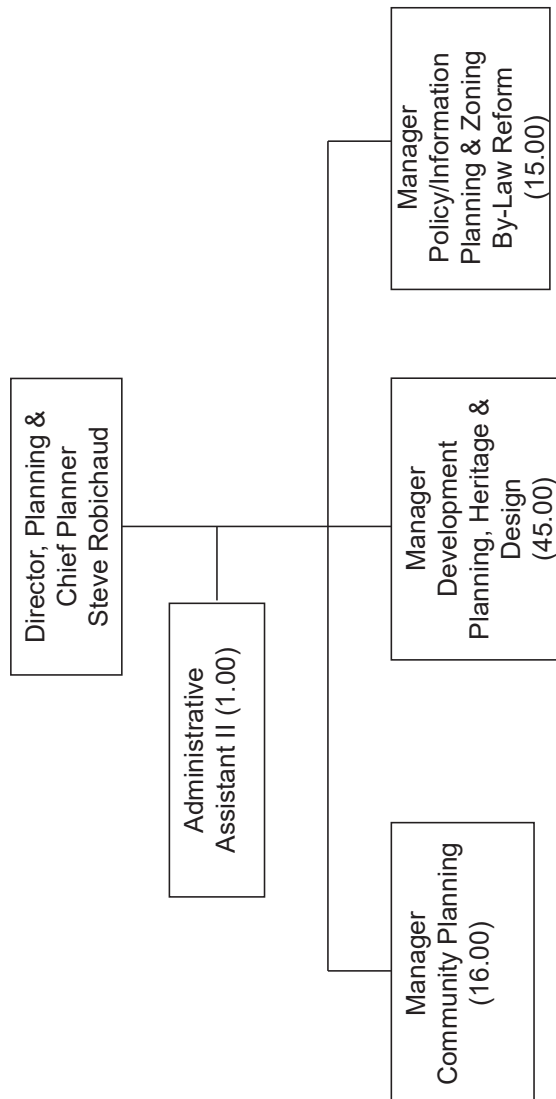 Director, Planning &
Chief Planner
Steve Robichaud
Administrative
Assistant II (1.00)
Manager
Community Planning
(16.00)
Manager
Development
Planning, Heritage &
Design
(45.00)
Manager
Policy/Information
Planning & Zoning
By-Law Reform
(15.00)